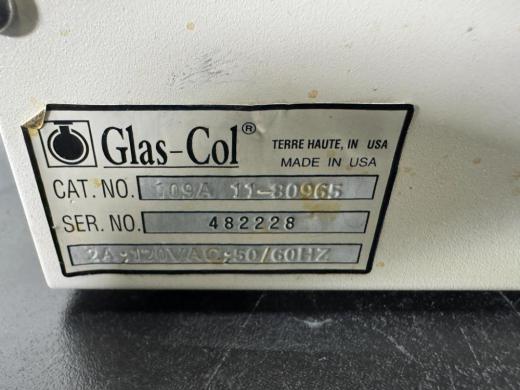 Glas-Col®
TERRE HAUTE, IN USA
MADE IN USA
CAT. NO. 109A 11-80965
SER. NO. 482228
2A;120VAC;50/60HZ